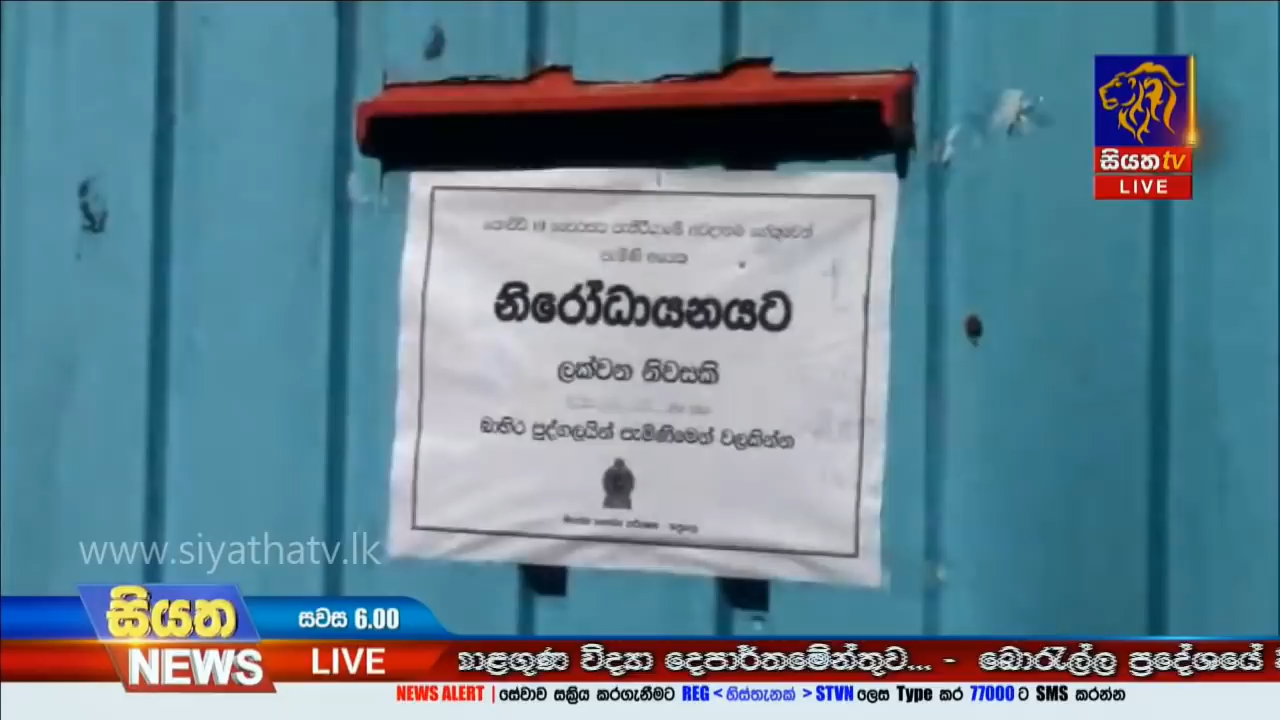 සියත tv
LIVE
නිරෝධායනයට
ලක්වන නිවසකි
බාහිර පුද්ගලයින් පැමිණීමෙන් වලකින්න
www.siyathatv.lk
සියත
NEWS
සවස 6.00
LIVE
කාලගුණ විද්‍යා දෙපාර්තමේන්තුව... - බොරැල්ල ප්‍රදේශයේ
NEWS ALERT | සේවාව සක්‍රිය කරගැනීමට REG < හිස්තැනක් > STVN ලෙස Type කර 77000 ට SMS කරන්න